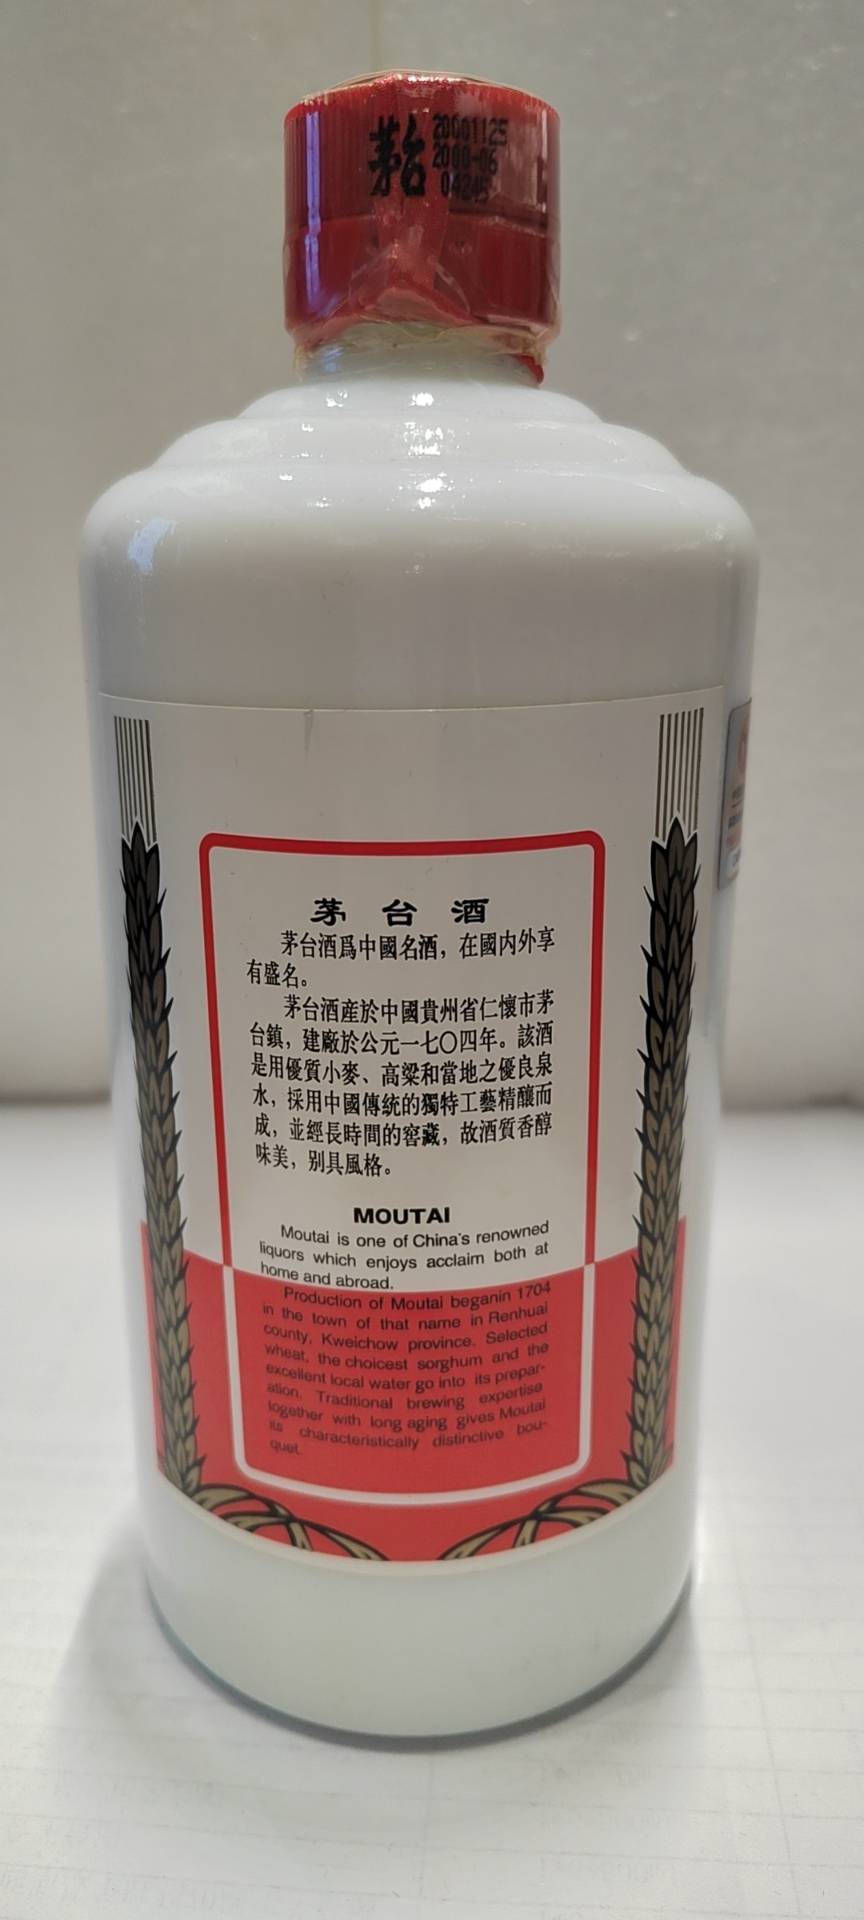 茅台
20001125
2000-06
04245
茅台酒
茅台酒爲中國名酒，在國内外享
有盛名。
茅台酒産於中國貴州省仁懷市茅
台鎮，建廠於公元一七〇四年。該酒
是用優質小麥、高粱和當地之優良泉
水，採用中國傳統的獨特工藝精釀而
成，並經長時間的窖藏，故酒質香醇
味美，别具風格。
MOUTAI
Moutai is one of China's renowned
liquors which enjoys acclaim both at
home and abroad.
Production of Moutai beganin 1704
in the town of that name in Renhuai
county, Kweichow province. Selected
wheat, the choicest sorghum and the
excellent local water go into its prepar-
ation. Traditional brewing expertise
together with long aging gives Moutai
its characteristically distinctive bou-
quet.